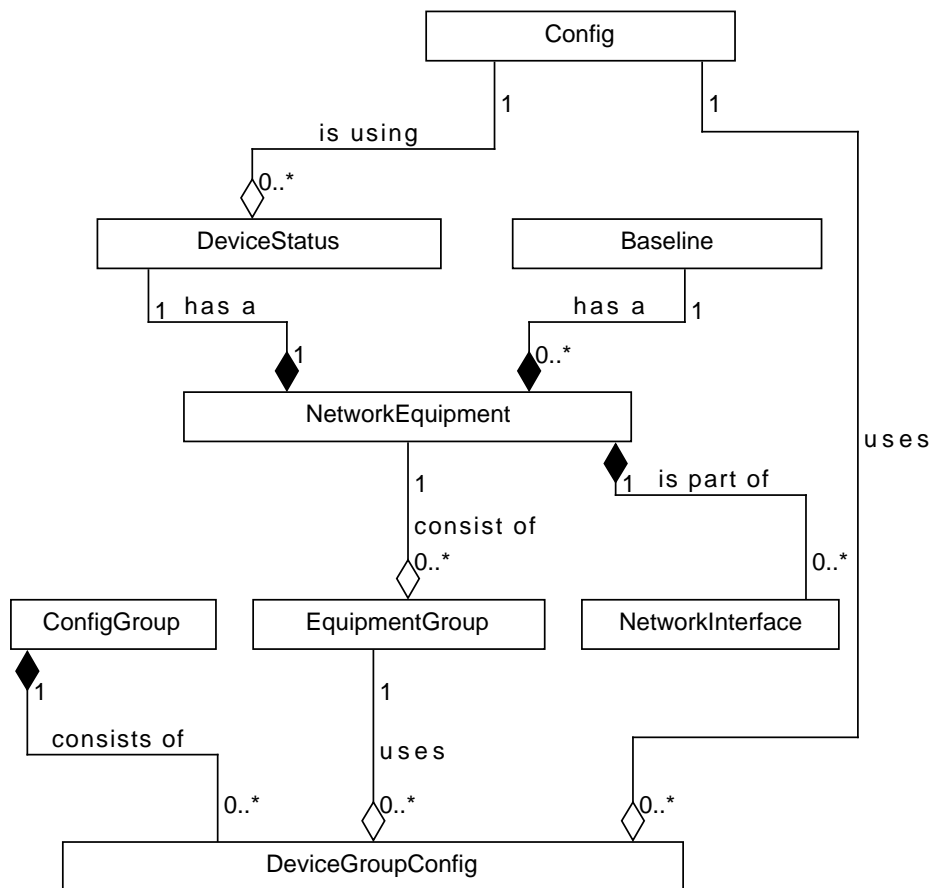 Config
1
1
is using
0..*
DeviceStatus
Baseline
1
has a
has a
1
1
0..*
NetworkEquipment
uses
1
1
is part of
consist of
0..*
0..*
ConfigGroup
EquipmentGroup
NetworkInterface
1
1
consists of
uses
0..*
0..*
0..*
DeviceGroupConfig